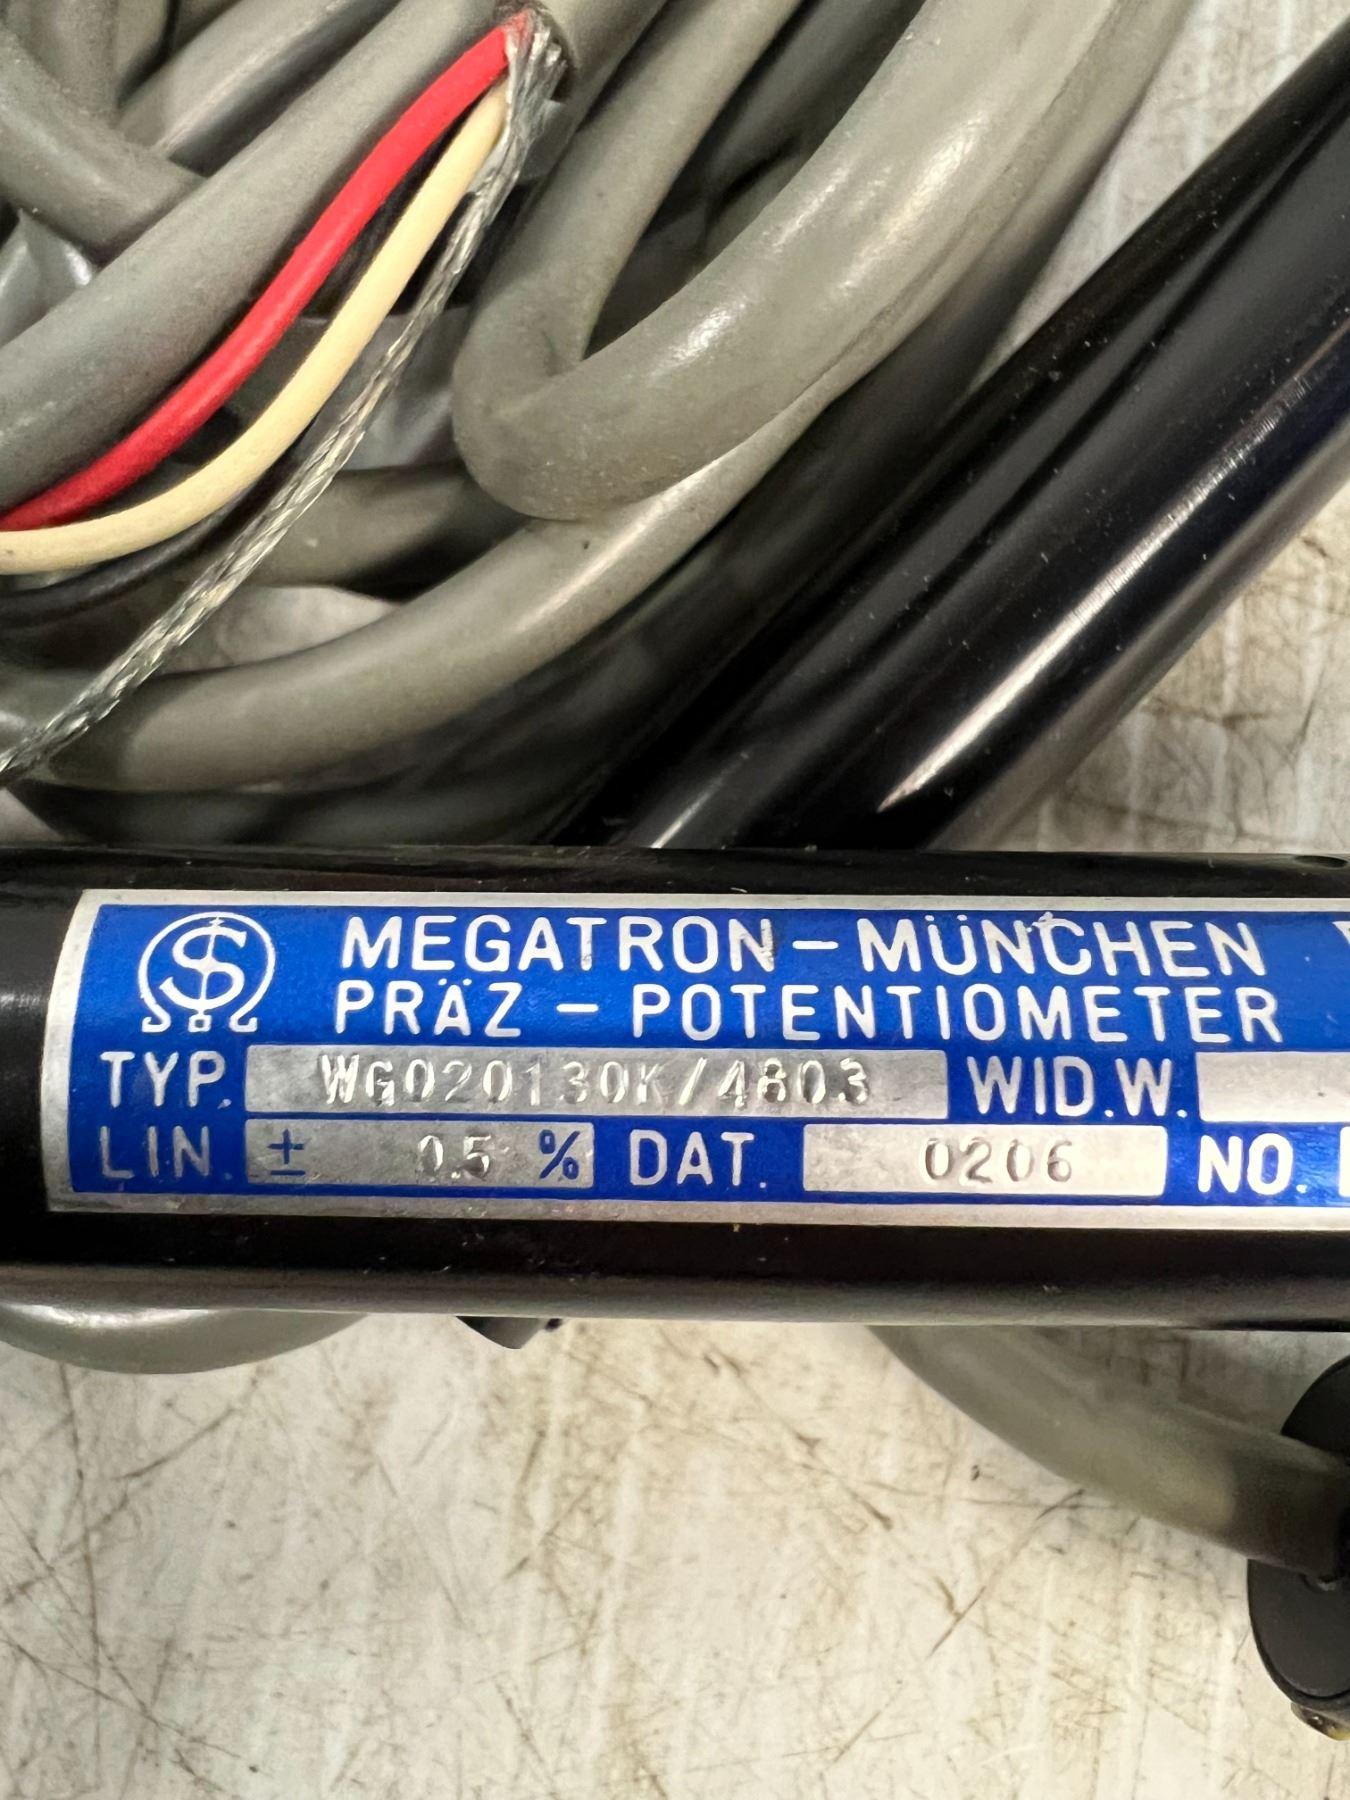 MEGATRON – MÜNCHEN
PRÄZ – POTENTIOMETER
TYP. WG020130K/4803 WID.W.
LIN. ± 0.5 % DAT. 0206 NO.